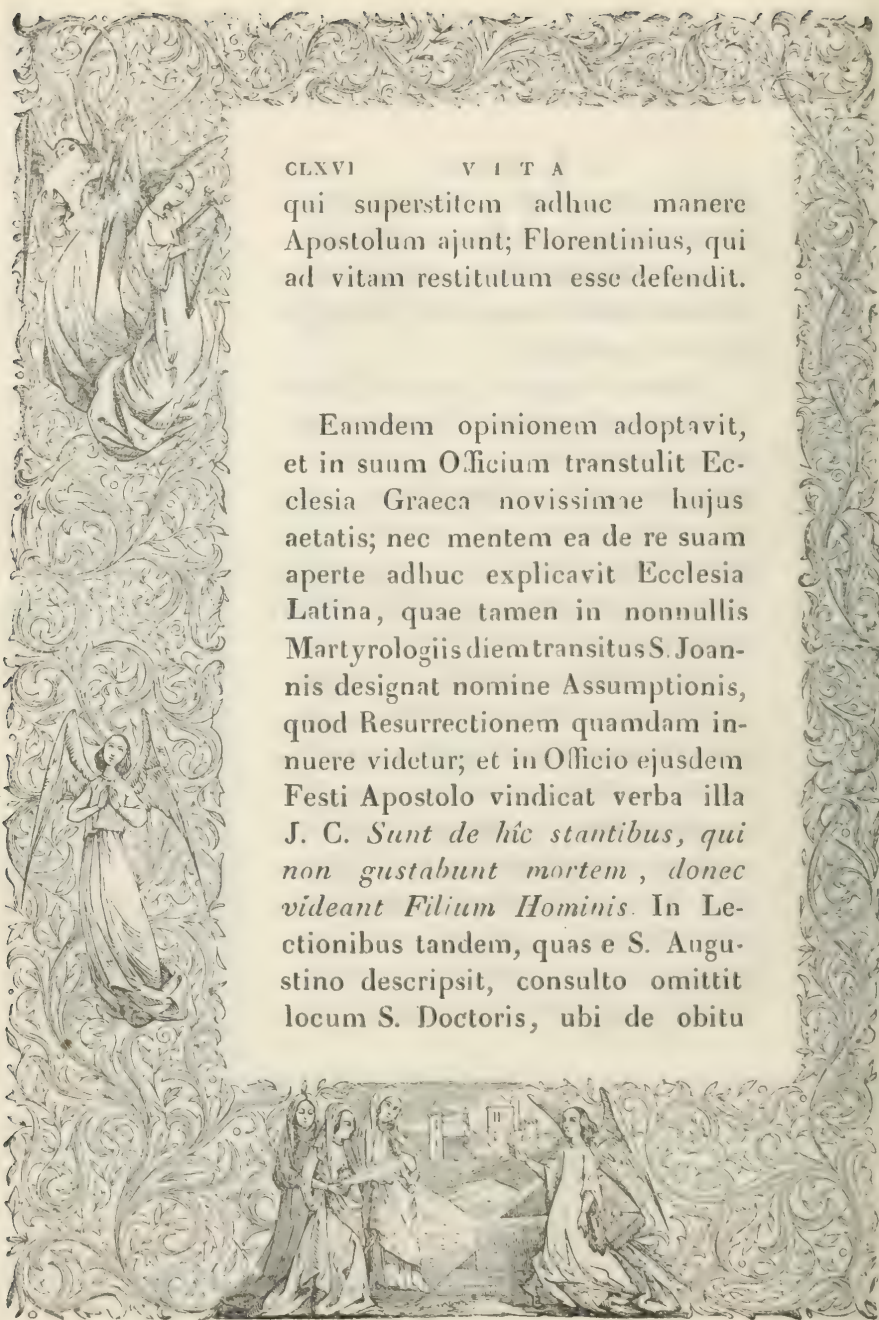 CLXVI V I T A
qui superstitem adhuc manere
Apostolum ajunt; Florentinius, qui
ad vitam restitutum esse defendit.
Eamdem opinionem adoptavit,
et in suum Officium transtulit Ec-
clesia Graeca novissimae hujus
aetatis; nec mentem ea de re suam
aperte adhuc explicavit Ecclesia
Latina, quae tamen in nonnullis
Martyrologiis diem transitus S. Joan-
nis designat nomine Assumptionis,
quod Resurrectionem quamdam in-
nuere videtur; et in Officio ejusdem
Festi Apostolo vindicat verba illa
J. C. Sunt de hîc stantibus, qui
non gustabunt mortem , donec
videant Filium Hominis. In Le-
ctionibus tandem, quas e S. Augu-
stino descripsit, consulto omittit
locum S. Doctoris, ubi de obitu